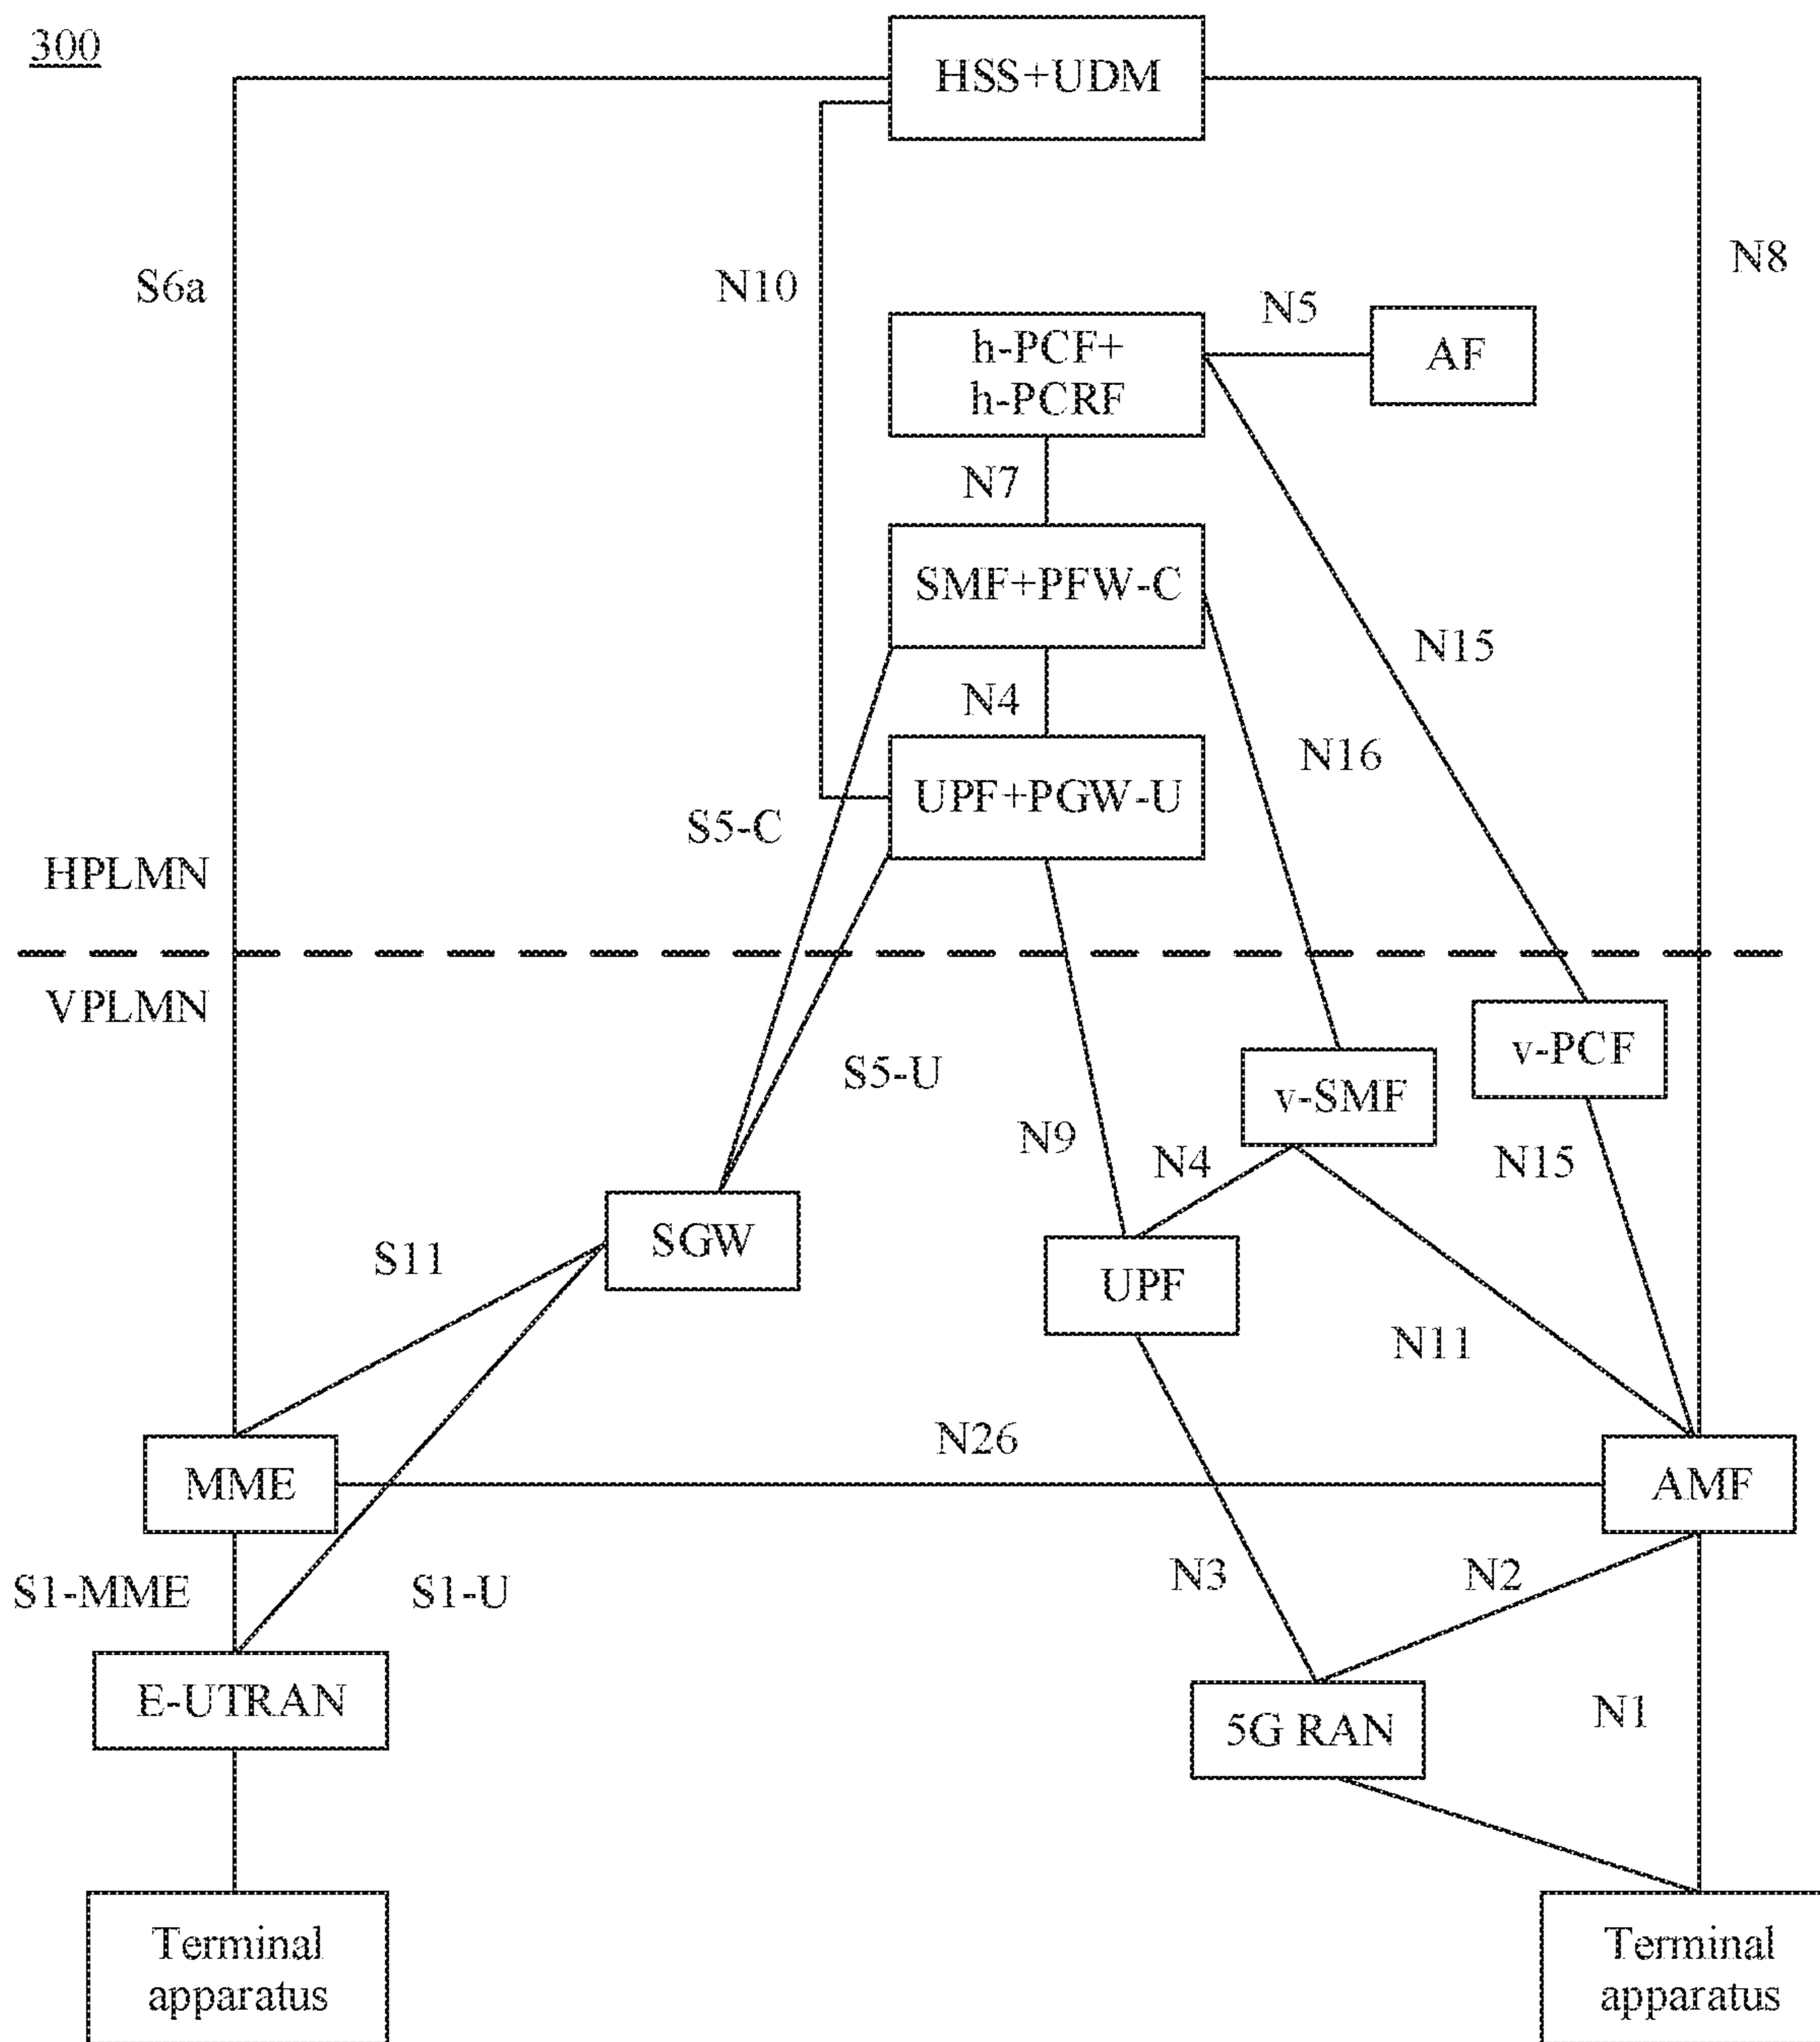 300
HSS+UDM
S6a
N10
N8
N5
h-PCF+
h-PCRF
AF
N7
SMF+PFW-C
N15
N4
N16
UPF+PGW-U
S5-C
HPLMN
VPLMN
v-PCF
S5-U
v-SMF
N9
N4
N15
SGW
S11
UPF
N11
N26
MME
AMF
S1-MME
S1-U
N3
N2
E-UTRAN
5G RAN
N1
Terminal
apparatus
Terminal
apparatus